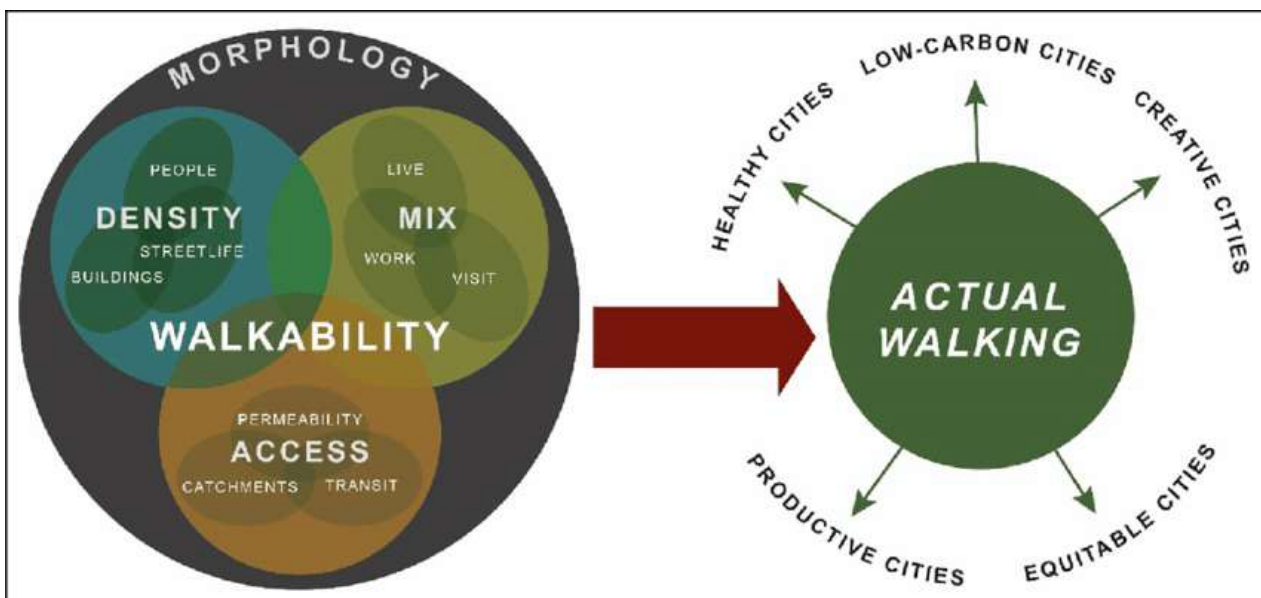 MORPHOLOGY
PEOPLE
DENSITY
STREETLIFE
BUILDINGS
LIVE
MIX
WORK
VISIT
WALKABILITY
PERMEABILITY
ACCESS
CATCHMENTS
TRANSIT
HEALTHY CITIES
LOW-CARBON CITIES
CREATIVE CITIES
ACTUAL
WALKING
PRODUCTIVE CITIES
EQUITABLE CITIES